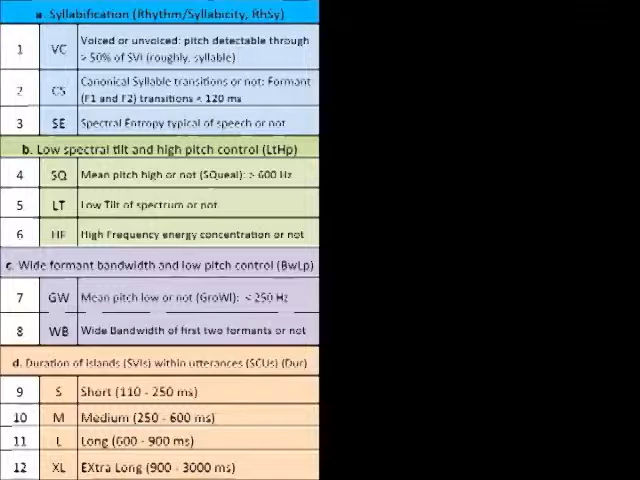 a. Syllabification (Rhythm/Syllabicity, RhSy)
1 VC Voiced or unvoiced: pitch detectable through
> 50% of SVI (roughly, syllable)
2 CS Canonical Syllable transitions or not: Formant
(F1 and F2) transitions < 120 ms
3 SE Spectral Entropy typical of speech or not
b. Low spectral tilt and high pitch control (LtHp)
4 SQ Mean pitch high or not (SQueal): > 600 Hz
5 LT Low Tilt of spectrum or not
6 HF High Frequency energy concentration or not
c. Wide formant bandwidth and low pitch control (BwLp)
7 GW Mean pitch low or not (GroWl): < 250 Hz
8 WB Wide Bandwidth of first two formants or not
d. Duration of islands (SVIs) within utterances (SCUs) (Dur)
9 S Short (110 - 250 ms)
10 M Medium (250 - 600 ms)
11 L Long (600 - 900 ms)
12 XL EXtra Long (900 - 3000 ms)